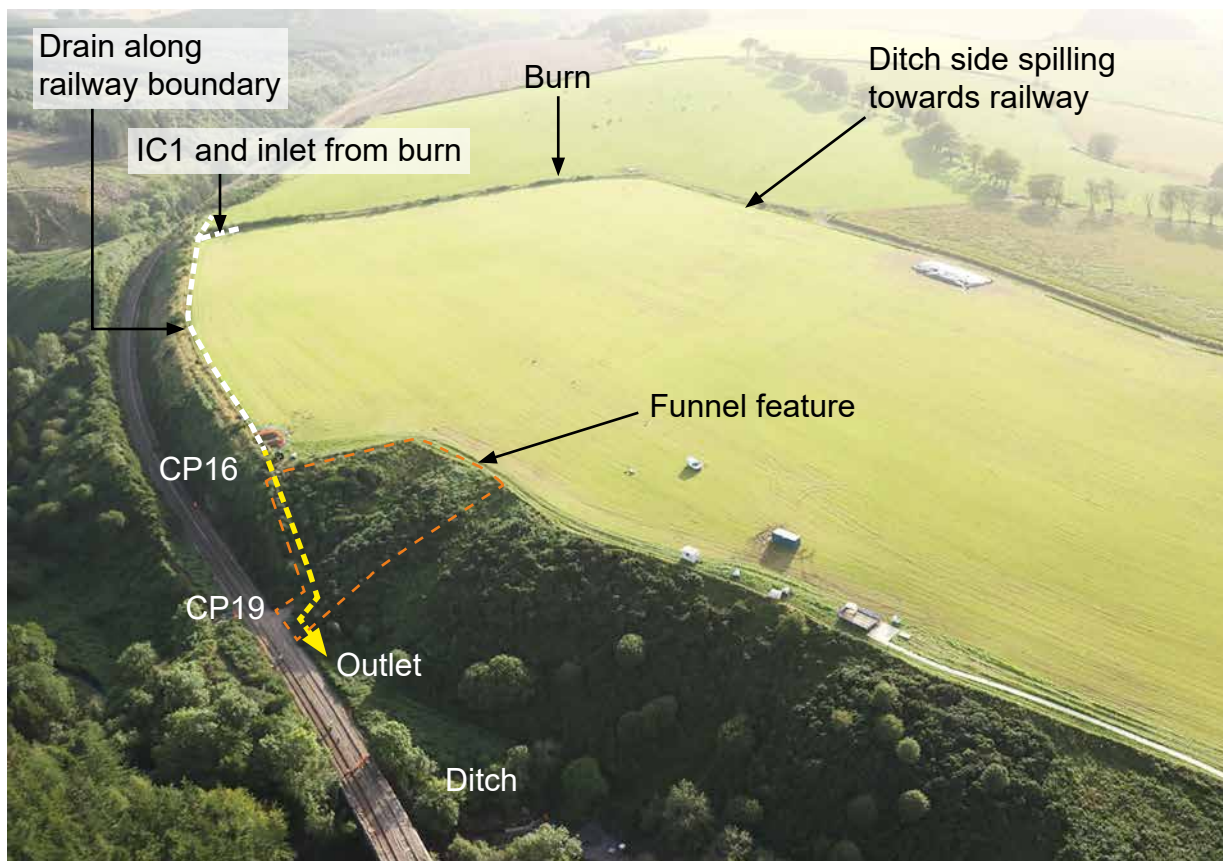 Drain along
railway boundary
IC1 and inlet from burn
Burn
Ditch side spilling
towards railway
Funnel feature
CP16
CP19
Outlet
Ditch